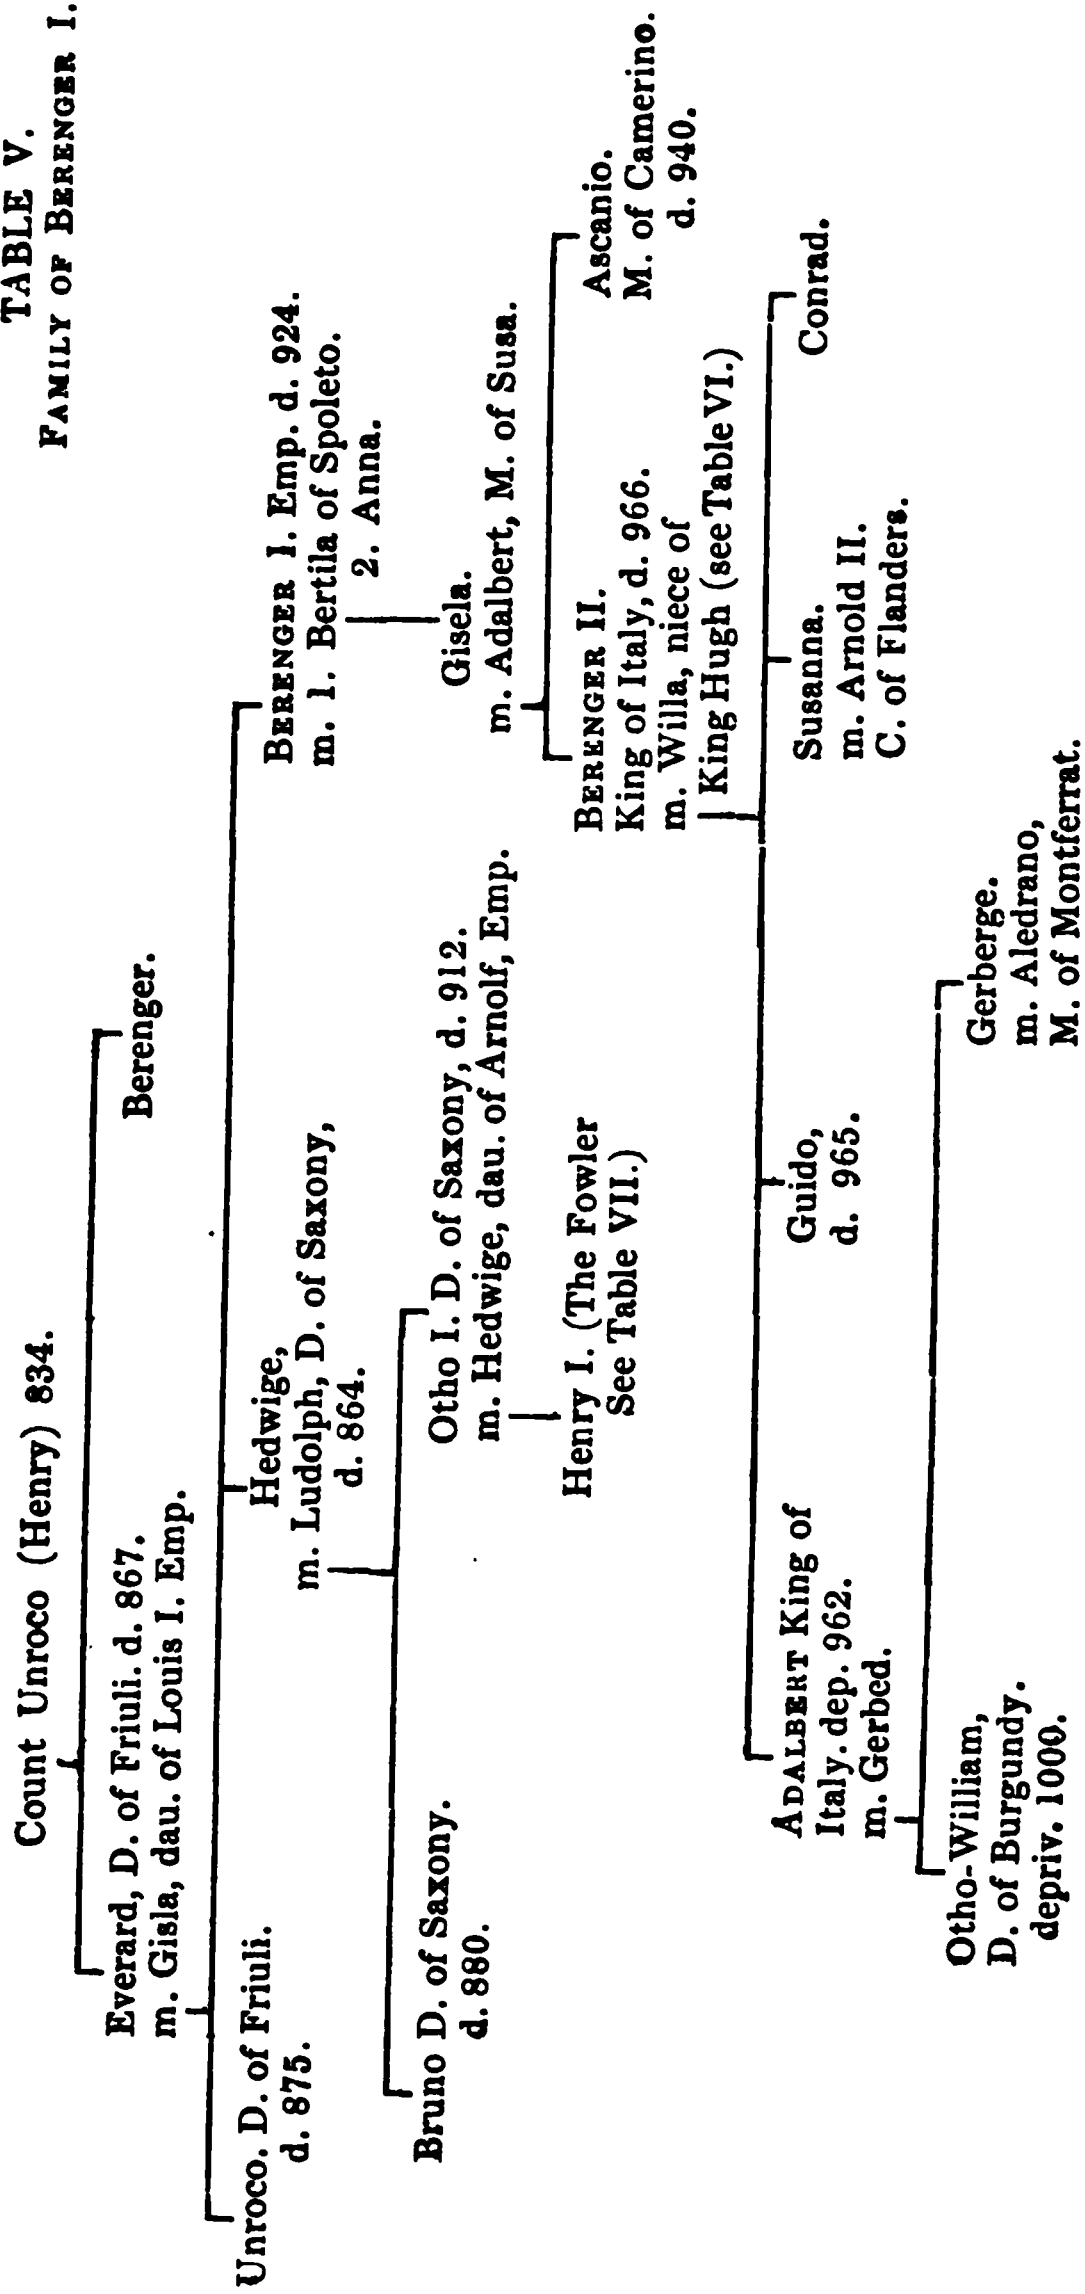 TABLE V.
FAMILY OF BERENGER I.
Count Unroco (Henry) 834.
Everard, D. of Friuli. d. 867.
m. Gisla, dau. of Louis I. Emp.
Berenger.
Unroco. D. of Friuli.
d. 875.
Hedwige,
m. Ludolph, D. of Saxony,
d. 864.
BERENGER I. Emp. d. 924.
m. 1. Bertila of Spoleto.
2. Anna.
Bruno D. of Saxony.
d. 880.
Otho I. D. of Saxony, d. 912.
m. Hedwige, dau. of Arnolf, Emp.
Gisela.
m. Adalbert, M. of Susa.
Henry I. (The Fowler
See Table VII.)
BERENGER II.
King of Italy, d. 966.
m. Willa, niece of
King Hugh (see Table VI.)
Ascanio.
M. of Camerino.
d. 940.
ADALBERT King of
Italy. dep. 962.
m. Gerbed.
Guido,
d. 965.
Susanna.
m. Arnold II.
C. of Flanders.
Conrad.
Otho-William,
D. of Burgundy.
depriv. 1000.
Gerberge.
m. Aledrano,
M. of Montferrat.